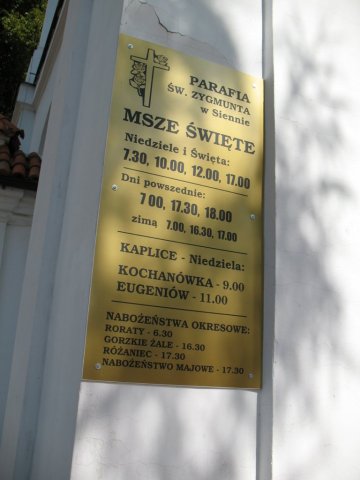 PARAFIA
ŚW. ZYGMUNTA
w Siennie
MSZE ŚWIĘTE
Niedziele i Święta:
7.30, 10.00, 12.00, 17.00
Dni powszednie:
7 00, 17.30, 18.00
zimą 7.00, 16.30, 17.00
KAPLICE - Niedziela:
KOCHANÓWKA - 9.00
EUGENIÓW - 11.00
NABOŻEŃSTWA OKRESOWE:
RORATY - 6.30
GORZKIE ŻALE - 16.30
RÓŻANIEC - 17.30
NABOŻEŃSTWO MAJOWE - 17.30